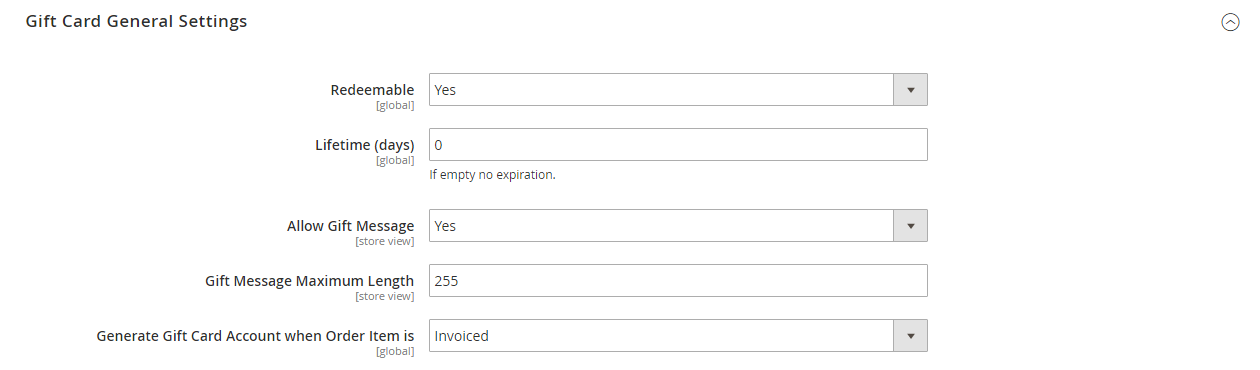 Gift Card General Settings
Redeemable
Yes
[global]
Lifetime (days)
0
[global]
If empty no expiration.
Allow Gift Message
Yes
[store view]
Gift Message Maximum Length
255
[store view]
Generate Gift Card Account when Order Item is
Invoiced
[global]